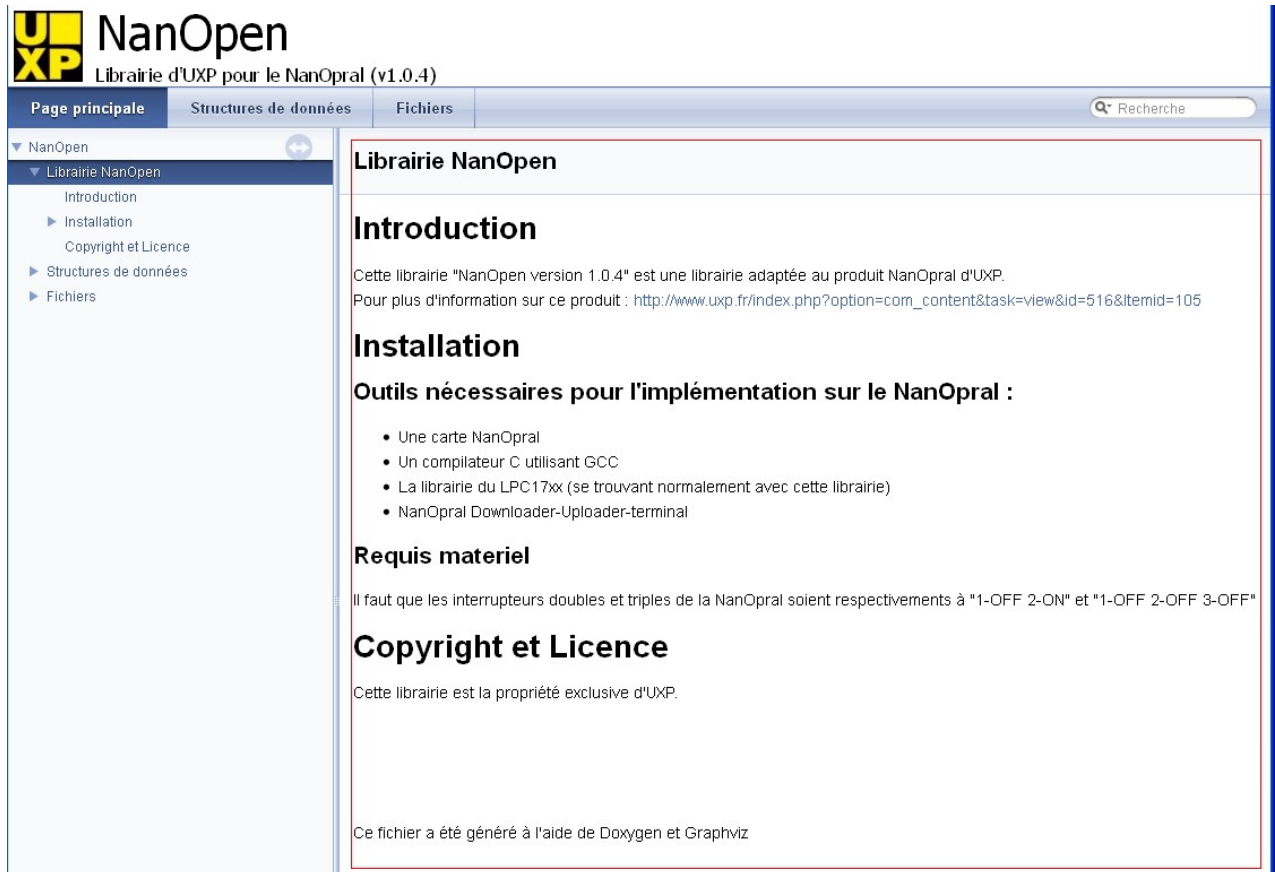 UXP
NanOpen
Librairie d'UXP pour le NanOpral (v1.0.4)
Page principale
Structures de données
Fichiers
Recherche
NanOpen
Librairie NanOpen
Introduction
Installation
Copyright et Licence
Structures de données
Fichiers
Librairie NanOpen
Introduction
Cette librairie "NanOpen version 1.0.4" est une librairie adaptée au produit NanOpral d'UXP.
Pour plus d'information sur ce produit : http://www.uxp.fr/index.php?option=com_content&task=view&id=516&Itemid=105
Installation
Outils nécessaires pour l'implémentation sur le NanOpral :
• Une carte NanOpral
• Un compilateur C utilisant GCC
• La librairie du LPC17xx (se trouvant normalement avec cette librairie)
• NanOpral Downloader-Uploader-terminal
Requis materiel
Il faut que les interrupteurs doubles et triples de la NanOpral soient respectivements à "1-OFF 2-ON" et "1-OFF 2-OFF 3-OFF"
Copyright et Licence
Cette librairie est la propriété exclusive d'UXP.
Ce fichier a été généré à l'aide de Doxygen et Graphviz